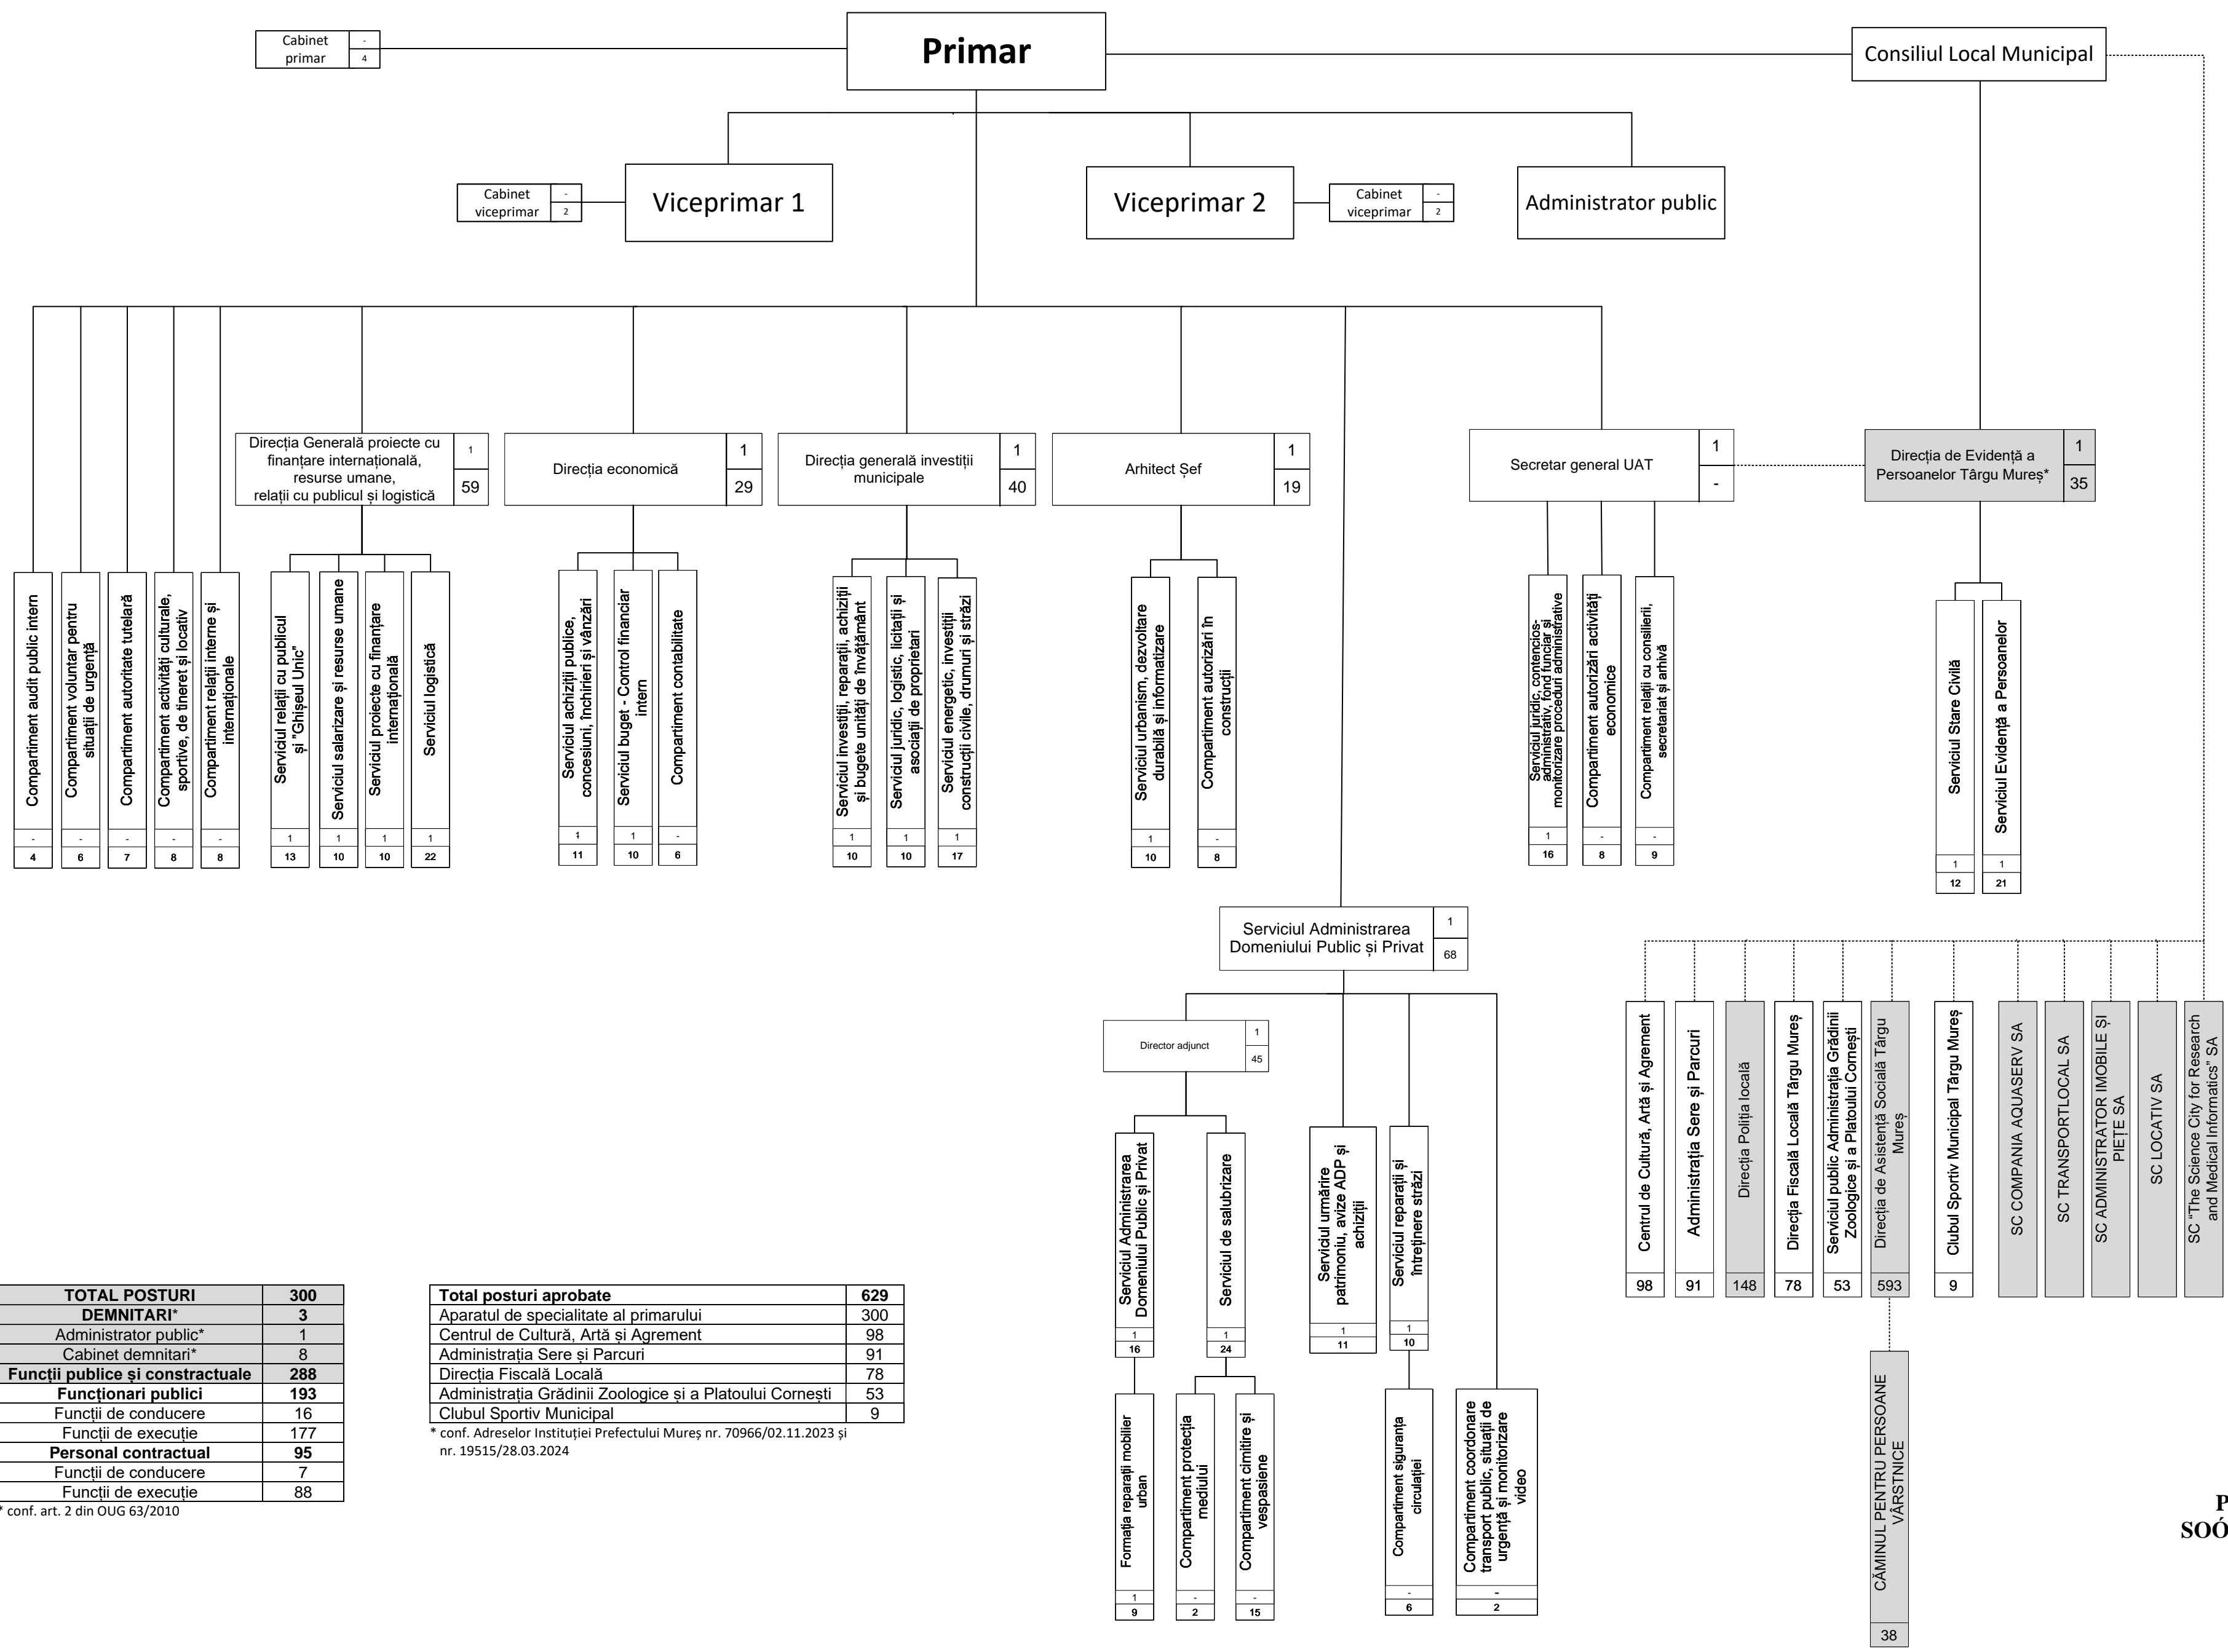 Cabinet
primar
-
4
Primar
Consiliul Local Municipal
Cabinet
viceprimar
-
2
Viceprimar 1
Viceprimar 2
Cabinet
viceprimar
-
2
Administrator public
Direcția Generală proiecte cu
finanțare internațională,
resurse umane,
relații cu publicul și logistică
1
59
Direcția economică
1
29
Direcția generală investiții
municipale
1
40
Arhitect Șef
1
19
Secretar general UAT
1
-
Direcția de Evidență a
Persoanelor Târgu Mureș*
1
35
Compartiment audit public intern
-
4
Compartiment voluntar pentru
situații de urgență
-
6
Compartiment autoritate tutelară
-
7
Compartiment activități culturale,
sportive, de tineret și locativ
-
8
Compartiment relații interne și
internaționale
-
8
Serviciul relații cu publicul
și "Ghișeul Unic"
1
13
Serviciul salarizare și resurse umane
1
10
Serviciul proiecte cu finanțare
internațională
1
10
Serviciul logistică
1
22
Serviciul achiziții publice,
concesiuni, închirieri și vânzări
1
11
Serviciul buget - Control financiar
intern
1
10
Compartiment contabilitate
-
6
Serviciul investiții, reparații, achiziții
și bugete unități de învățământ
1
10
Serviciul juridic, logistic, licitații și
asociații de proprietari
1
10
Serviciul energetic, investiții
construcții civile, drumuri și străzi
1
17
Serviciul urbanism, dezvoltare
durabilă și informatizare
1
10
Compartiment autorizări în
construcții
-
8
Serviciul juridic, contencios-
administrativ, fond funciar și
monitorizare proceduri administrative
1
16
Compartiment autorizări activități
economice
-
8
Compartiment relații cu consilierii,
secretariat și arhivă
-
9
Serviciul Stare Civilă
1
12
Serviciul Evidență a Persoanelor
1
21
Serviciul Administrarea
Domeniului Public și Privat
1
68
Director adjunct
1
45
Serviciul Administrarea
Domeniului Public și Privat
1
16
Serviciul de salubrizare
1
24
Serviciul urmărire
patrimoniu, avize ADP și
achiziții
1
11
Serviciul reparații și
întreținere străzi
1
10
Formația reparații mobilier
urban
1
9
Compartiment protecția
mediului
-
2
Compartiment cimitire și
vespasiene
-
15
Compartiment siguranța
circulației
-
6
Compartiment coordonare
transport public, situații de
urgență și monitorizare
video
-
2
Centrul de Cultură, Artă și Agrement
98
Administrația Sere și Parcuri
91
Direcția Poliția locală
148
Direcția Fiscală Locală Târgu Mureș
78
Serviciul public Administrația Grădinii
Zoologice și a Platoului Cornești
53
Direcția de Asistență Socială Târgu
Mureș
593
Clubul Sportiv Municipal Târgu Mureș
9
SC COMPANIA AQUASERV SA
SC TRANSPORTLOCAL SA
SC ADMINISTRATOR IMOBILE ȘI
PIEȚE SA
SC LOCATIV SA
SC "The Science City for Research
and Medical Informatics" SA
CĂMINUL PENTRU PERSOANE
VÂRSTNICE
38
TOTAL POSTURI 300
DEMNITARI* 3
Administrator public* 1
Cabinet demnitari* 8
Funcții publice și constractuale 288
Funcționari publici 193
Funcții de conducere 16
Funcții de execuție 177
Personal contractual 95
Funcții de conducere 7
Funcții de execuție 88
* conf. art. 2 din OUG 63/2010
Total posturi aprobate 629
Aparatul de specialitate al primarului 300
Centrul de Cultură, Artă și Agrement 98
Administrația Sere și Parcuri 91
Direcția Fiscală Locală 78
Administrația Grădinii Zoologice și a Platoului Cornești 53
Clubul Sportiv Municipal 9
* conf. Adreselor Instituției Prefectului Mureș nr. 70966/02.11.2023 și
nr. 19515/28.03.2024
P
SOÓ